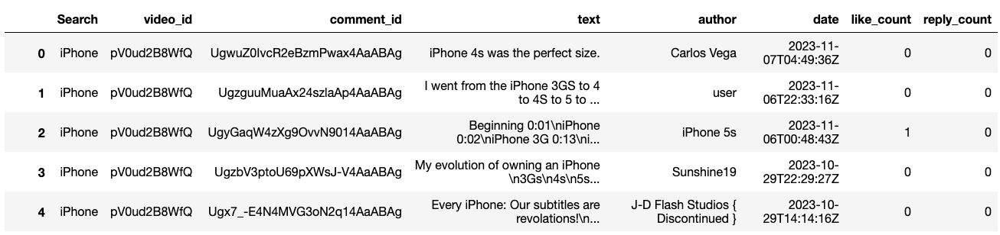 Search video_id comment_id text author date like_count reply_count
0 iPhone pV0ud2B8WfQ UgwuZ0IvcR2eBzmPwax4AaABAg iPhone 4s was the perfect size. Carlos Vega 2023-11-
07T04:49:36Z 0 0
1 iPhone pV0ud2B8WfQ UgzguuMuaAx24szlaAp4AaABAg I went from the iPhone 3GS to 4
to 4S to 5 to ... user 2023-11-
06T22:33:16Z 0 0
2 iPhone pV0ud2B8WfQ UgyGaqW4zXg9OvvN9014AaABAg Beginning 0:01\niPhone
0:02\niPhone 3G 0:13\ni... iPhone 5s 2023-11-
06T00:48:43Z 1 0
3 iPhone pV0ud2B8WfQ UgzbV3ptoU69pXWsJ-V4AaABAg My evolution of owning an iPhone
\n3Gs\n4s\n5s... Sunshine19 2023-10-
29T22:29:27Z 0 0
4 iPhone pV0ud2B8WfQ Ugx7_-E4N4MVG3oN2q14AaABAg Every iPhone: Our subtitles are
revolations!\n... J-D Flash Studios {
Discontinued } 2023-10-
29T14:14:16Z 0 0